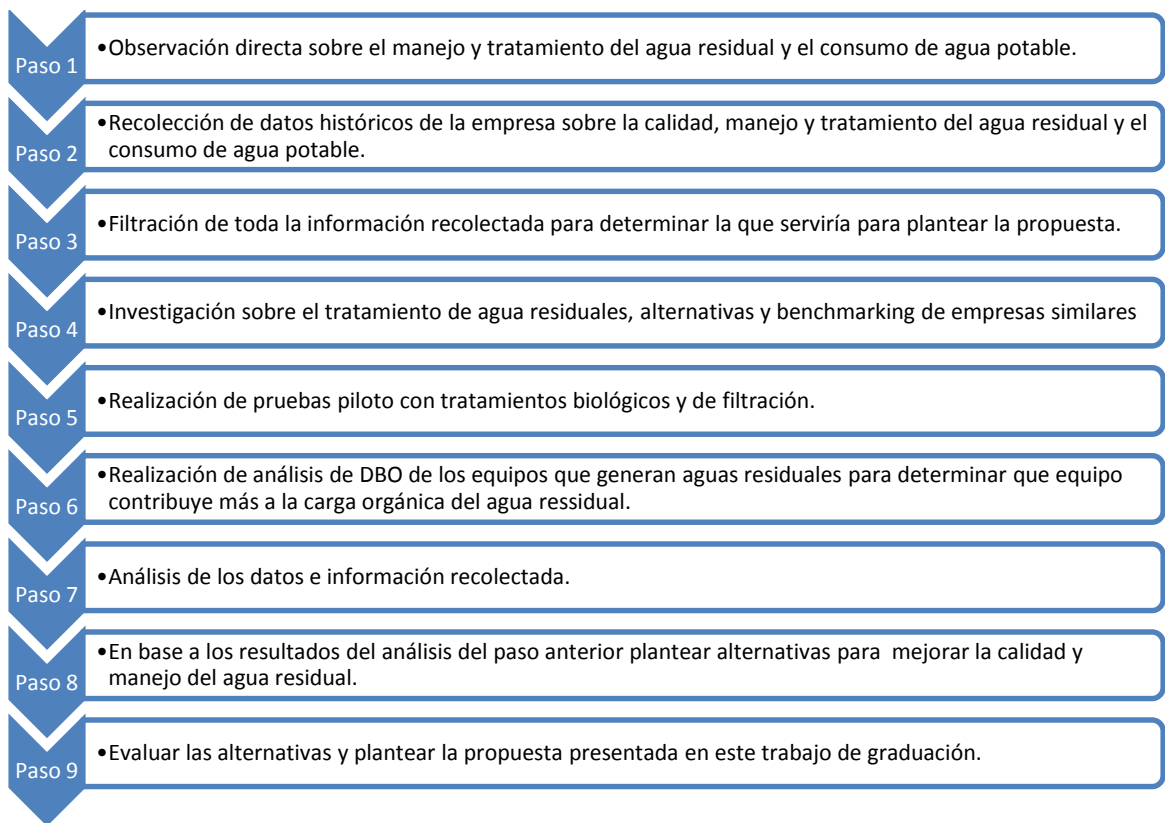 Paso 1
•Observación directa sobre el manejo y tratamiento del agua residual y el consumo de agua potable.
Paso 2
•Recolección de datos históricos de la empresa sobre la calidad, manejo y tratamiento del agua residual y el
consumo de agua potable.
Paso 3
•Filtración de toda la información recolectada para determinar la que serviría para plantear la propuesta.
Paso 4
•Investigación sobre el tratamiento de agua residuales, alternativas y benchmarking de empresas similares
Paso 5
•Realización de pruebas piloto con tratamientos biológicos y de filtración.
Paso 6
•Realización de análisis de DBO de los equipos que generan aguas residuales para determinar que equipo
contribuye más a la carga orgánica del agua ressidual.
Paso 7
•Análisis de los datos e información recolectada.
Paso 8
•En base a los resultados del análisis del paso anterior plantear alternativas para  mejorar la calidad y
manejo del agua residual.
Paso 9
•Evaluar las alternativas y plantear la propuesta presentada en este trabajo de graduación.